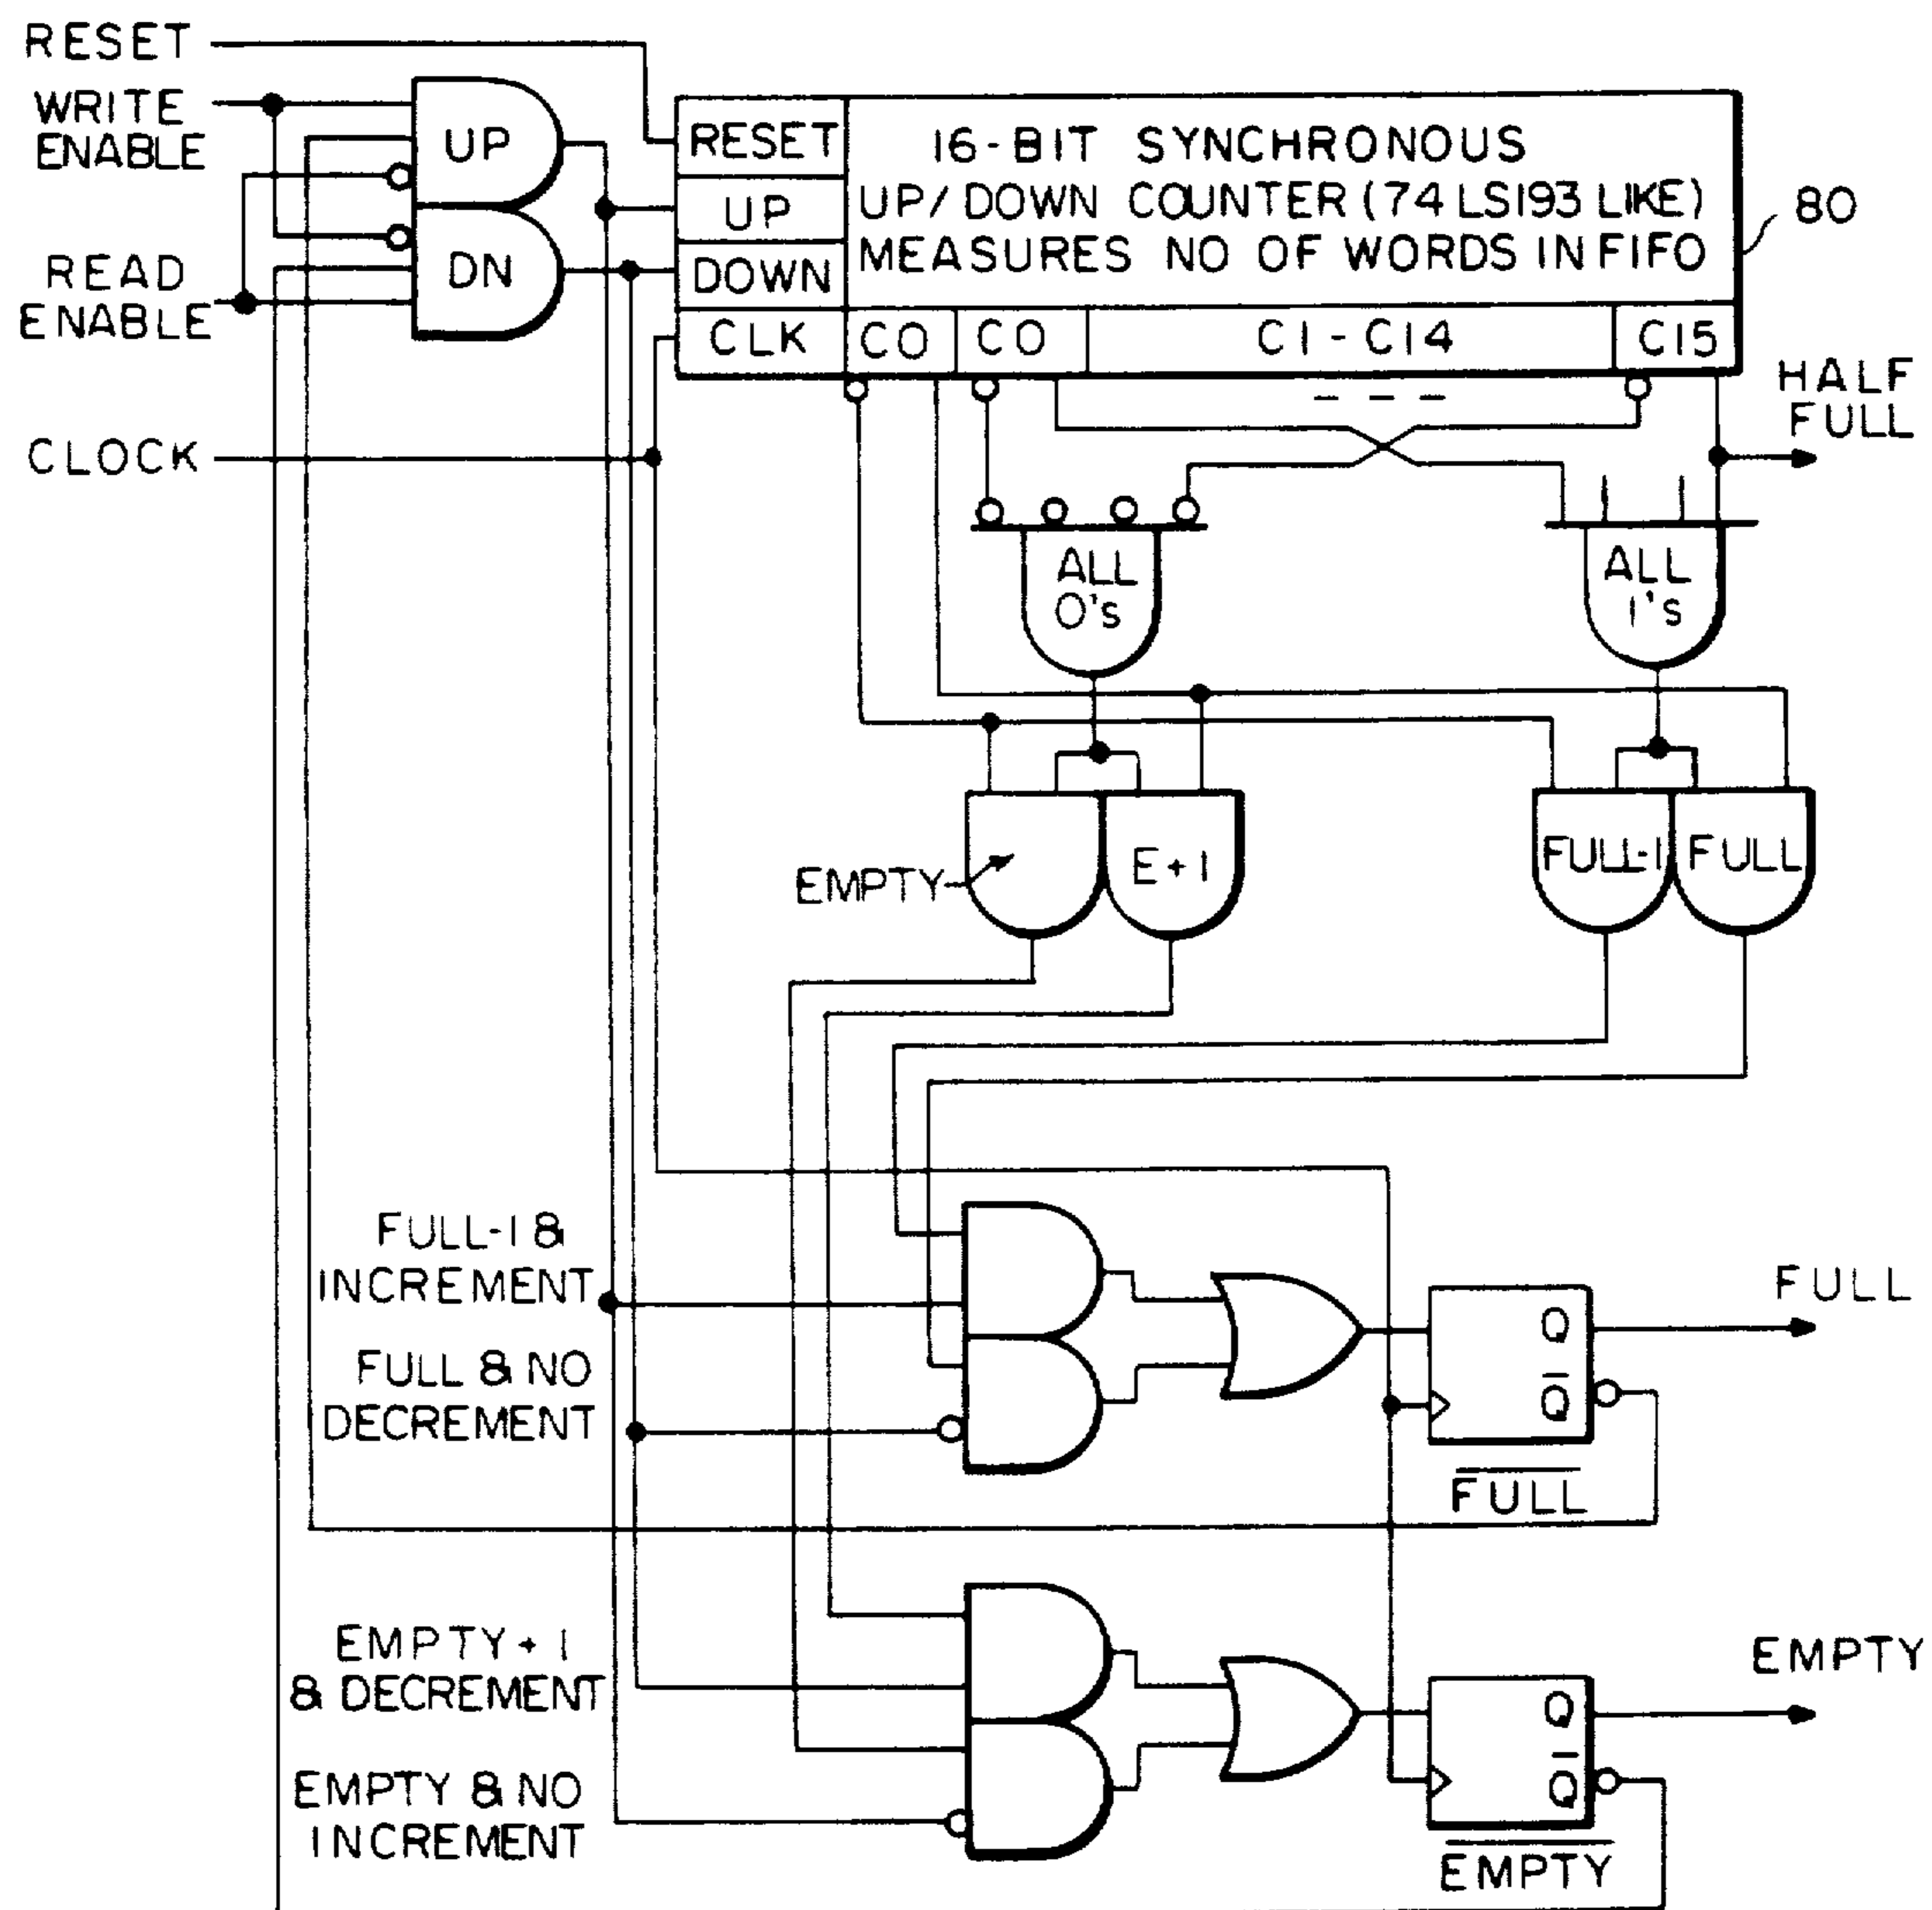 RESET
WRITE
ENABLE
READ
ENABLE
CLOCK
UP
DN
RESET
UP
DOWN
CLK
16-BIT SYNCHRONOUS
UP/DOWN COUNTER (74 LS193 LIKE)
MEASURES NO OF WORDS IN FIFO
80
CO
CO
C1-C14
C15
HALF
FULL
ALL
0's
ALL
1's
EMPTY
E+1
FULL-1
FULL
FULL-1 &
INCREMENT
FULL & NO
DECREMENT
Q
Q̅
FULL
F̅U̅L̅L̅
EMPTY + 1
& DECREMENT
EMPTY & NO
INCREMENT
Q
Q̅
EMPTY
E̅M̅P̅T̅Y̅